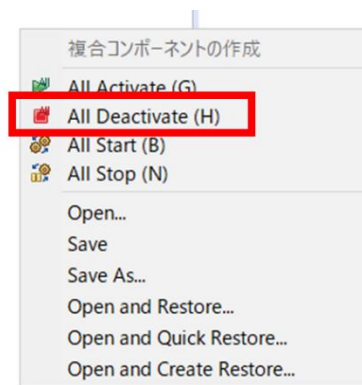 複合コンポーネントの作成
All Activate (G)
All Deactivate (H)
All Start (B)
All Stop (N)
Open...
Save
Save As...
Open and Restore...
Open and Quick Restore...
Open and Create Restore...